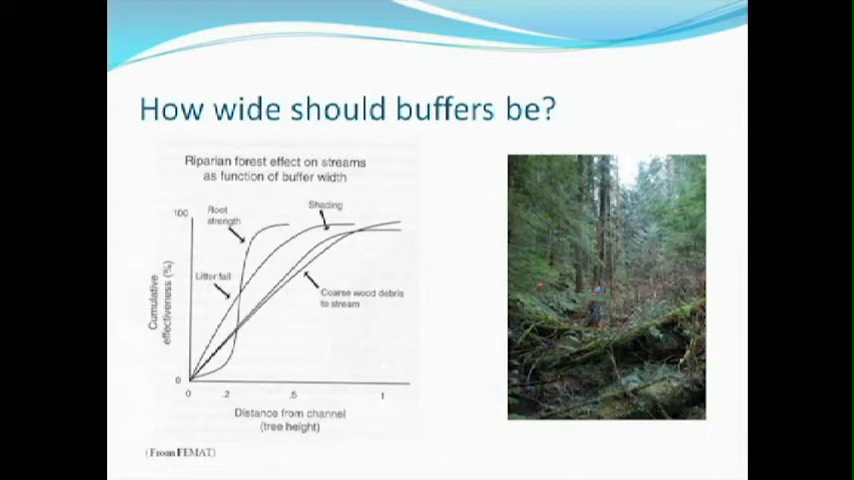 How wide should buffers be?
Riparian forest effect on streams
as function of buffer width
100
Root
strength
Shading
Litter fall
Coarse wood debris
to stream
Cumulative
effectiveness (%)
0
0 .2 .5 1
Distance from channel
(tree height)
(From FEMAT)